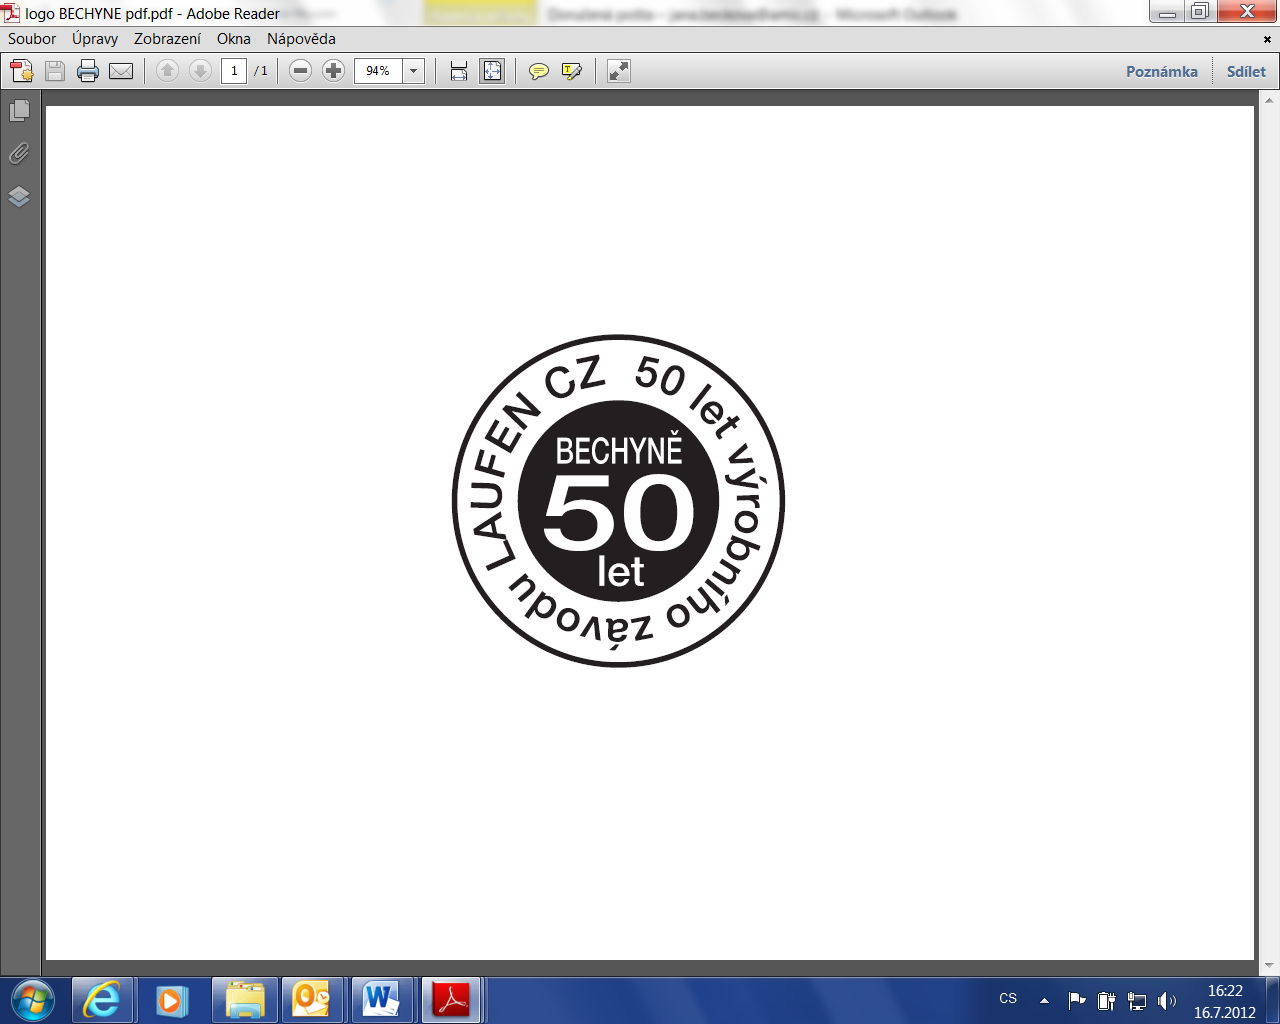 logo BECHYNE pdf.pdf - Adobe Reader
Soubor Úpravy Zobrazení Okna Nápověda
1 / 1 94% Poznámka Sdílet
50 let výrobního závodu LAUFEN CZ
BECHYNĚ
50
let
CS
16:22
16.7.2012